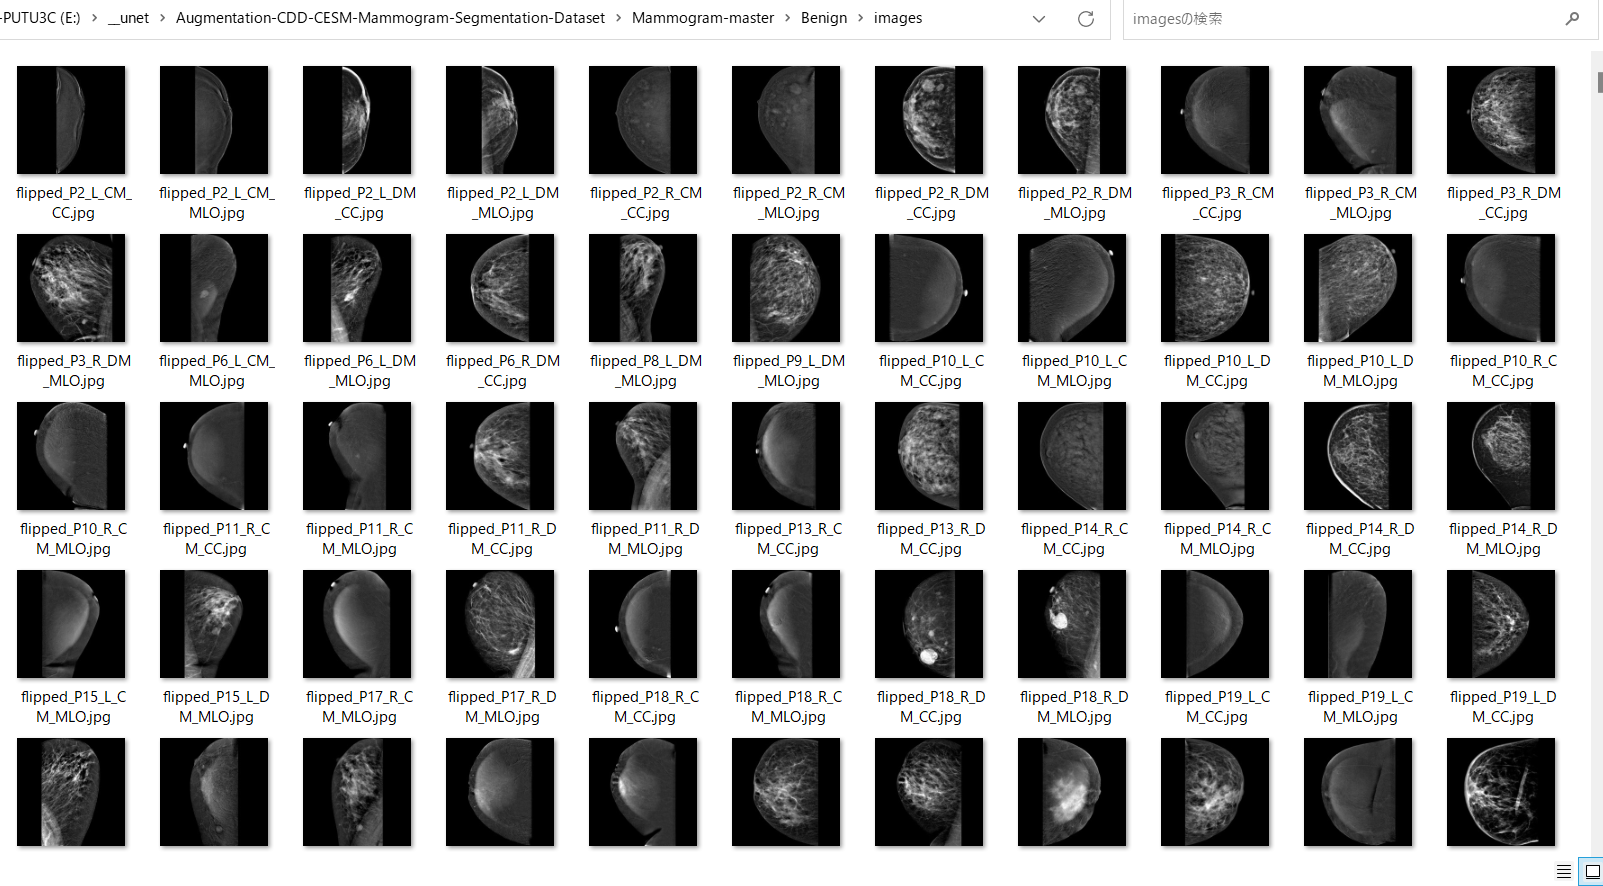 -PUTU3C (E:) > __unet > Augmentation-CDD-CESM-Mammogram-Segmentation-Dataset > Mammogram-master > Benign > images
imagesの検索
flipped_P2_L_CM_
CC.jpg
flipped_P2_L_CM_
MLO.jpg
flipped_P2_L_DM
_CC.jpg
flipped_P2_L_DM
_MLO.jpg
flipped_P2_R_CM
_CC.jpg
flipped_P2_R_CM
_MLO.jpg
flipped_P2_R_DM
_CC.jpg
flipped_P2_R_DM
_MLO.jpg
flipped_P3_R_CM
_CC.jpg
flipped_P3_R_CM
_MLO.jpg
flipped_P3_R_DM
_CC.jpg
flipped_P3_R_DM
_MLO.jpg
flipped_P6_L_CM_
MLO.jpg
flipped_P6_L_DM
_MLO.jpg
flipped_P6_R_DM
_CC.jpg
flipped_P8_L_DM
_MLO.jpg
flipped_P9_L_DM
_MLO.jpg
flipped_P10_L_C
M_CC.jpg
flipped_P10_L_C
M_MLO.jpg
flipped_P10_L_D
M_CC.jpg
flipped_P10_L_D
M_MLO.jpg
flipped_P10_R_C
M_CC.jpg
flipped_P10_R_C
M_MLO.jpg
flipped_P11_R_C
M_CC.jpg
flipped_P11_R_C
M_MLO.jpg
flipped_P11_R_D
M_CC.jpg
flipped_P11_R_D
M_MLO.jpg
flipped_P13_R_C
M_CC.jpg
flipped_P13_R_D
M_CC.jpg
flipped_P14_R_C
M_CC.jpg
flipped_P14_R_C
M_MLO.jpg
flipped_P14_R_D
M_CC.jpg
flipped_P14_R_D
M_MLO.jpg
flipped_P15_L_C
M_MLO.jpg
flipped_P15_L_D
M_MLO.jpg
flipped_P17_R_C
M_MLO.jpg
flipped_P17_R_D
M_MLO.jpg
flipped_P18_R_C
M_CC.jpg
flipped_P18_R_C
M_MLO.jpg
flipped_P18_R_D
M_CC.jpg
flipped_P18_R_D
M_MLO.jpg
flipped_P19_L_C
M_CC.jpg
flipped_P19_L_C
M_MLO.jpg
flipped_P19_L_D
M_CC.jpg